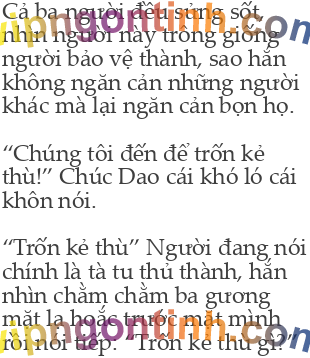 Cả ba người đều sửng sốt,
nhìn người này trông giống
người bảo vệ thành, sao hắn
không ngăn cản những người
khác mà lại ngăn cản bọn họ.
“Chúng tôi đến để trốn kẻ
thù!” Chúc Dao cái khó ló cái
khôn nói.
“Trốn kẻ thù” Người đang nói
chính là tà tu thủ thành, hắn
nhìn chằm chằm ba gương
mặt lạ hoắc trước mặt mình
rồi nói tiếp: “Trốn kẻ thù gì?”
vipngontinh.com
vipngontinh.com